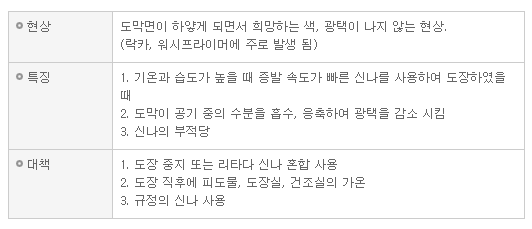 현상
도막면이 하얗게 되면서 희망하는 색, 광택이 나지 않는 현상.
(락카, 워시프라이머에 주로 발생 됨)
특징
1. 기온과 습도가 높을 때 증발 속도가 빠른 신나를 사용하여 도장하였을
때
2. 도막이 공기 중의 수분을 흡수, 응축하여 광택을 감소 시킴
3. 신나의 부적당
대책
1. 도장 중지 또는 리타다 신나 혼합 사용
2. 도장 직후에 피도물, 도장실, 건조실의 가온
3. 규정의 신나 사용